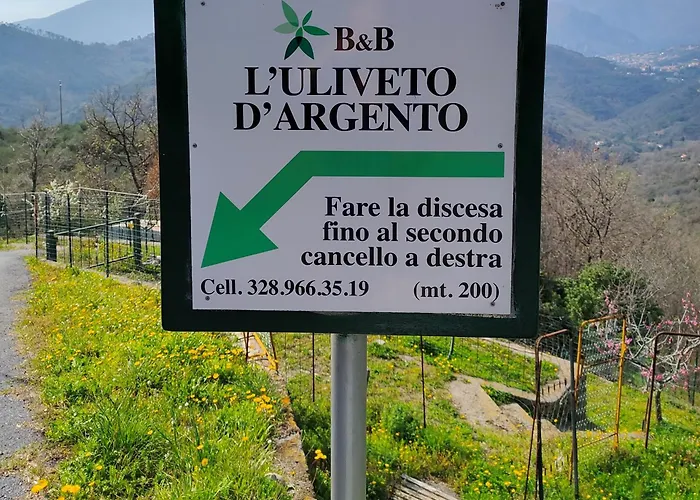 B&B
L'ULIVETO
D'ARGENTO
Fare la discesa
fino al secondo
cancello a destra
Cell. 328.966.35.19 (mt. 200)